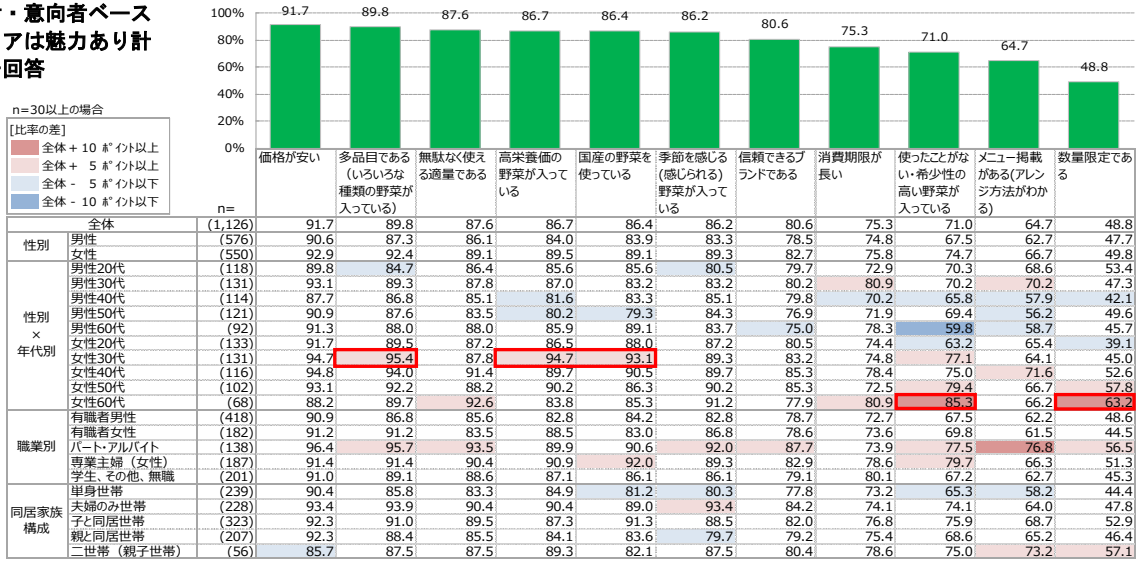 ・意向者ベース
アは魅力あり計
回答
100%
80%
60%
40%
20%
0%
91.7 89.8 87.6 86.7 86.4 86.2 80.6 75.3 71.0 64.7 48.8
n=30以上の場合
[比率の差]
全体+ 10 ﾎﾟｲﾝﾄ以上
全体+ 5 ﾎﾟｲﾝﾄ以上
全体- 5 ﾎﾟｲﾝﾄ以下
全体- 10 ﾎﾟｲﾝﾄ以下
n=
価格が安い
多品目である
（いろいろな
種類の野菜が
入っている）
無駄なく使え
る適量である
高栄養価の
野菜が入って
いる
国産の野菜を
使っている
季節を感じる
(感じられる)
野菜が入って
いる
信頼できるブ
ランドである
消費期限が
長い
使ったことがな
い・希少性の
高い野菜が
入っている
メニュー掲載
がある(アレン
ジ方法がわか
る)
数量限定であ
る
全体 (1,126) 91.7 89.8 87.6 86.7 86.4 86.2 80.6 75.3 71.0 64.7 48.8
性別
男性 (576) 90.6 87.3 86.1 84.0 83.9 83.3 78.5 74.8 67.5 62.7 47.7
女性 (550) 92.9 92.4 89.1 89.5 89.1 89.3 82.7 75.8 74.7 66.7 49.8
性別
×
年代別
男性20代 (118) 89.8 84.7 86.4 85.6 85.6 80.5 79.7 72.9 70.3 68.6 53.4
男性30代 (131) 93.1 89.3 87.8 87.0 83.2 83.2 80.2 80.9 70.2 70.2 47.3
男性40代 (114) 87.7 86.8 85.1 81.6 83.3 85.1 79.8 70.2 65.8 57.9 42.1
男性50代 (121) 90.9 87.6 83.5 80.2 79.3 84.3 76.9 71.9 69.4 56.2 49.6
男性60代 (92) 91.3 88.0 88.0 85.9 89.1 83.7 75.0 78.3 59.8 58.7 45.7
女性20代 (133) 91.7 89.5 87.2 86.5 88.0 87.2 80.5 74.4 63.2 65.4 39.1
女性30代 (131) 94.7 95.4 87.8 94.7 93.1 89.3 83.2 74.8 77.1 64.1 45.0
女性40代 (116) 94.8 94.0 91.4 89.7 90.5 89.7 85.3 78.4 75.0 71.6 52.6
女性50代 (102) 93.1 92.2 88.2 90.2 86.3 90.2 85.3 72.5 79.4 66.7 57.8
女性60代 (68) 88.2 89.7 92.6 83.8 85.3 91.2 77.9 80.9 85.3 66.2 63.2
職業別
有職者男性 (418) 90.9 86.8 85.6 82.8 84.2 82.8 78.7 72.7 67.5 62.2 48.6
有職者女性 (182) 91.2 91.2 83.5 88.5 83.0 86.8 78.6 73.6 69.8 61.5 44.5
パート・アルバイト (138) 96.4 95.7 93.5 89.9 90.6 92.0 87.7 73.9 77.5 76.8 56.5
専業主婦（女性） (187) 91.4 91.4 90.4 90.9 92.0 89.3 82.9 78.6 79.7 66.3 51.3
学生、その他、無職 (201) 91.0 89.1 88.6 87.1 86.1 86.1 79.1 80.1 67.2 62.7 45.3
同居家族
構成
単身世帯 (239) 90.4 85.8 83.3 84.9 81.2 80.3 77.8 73.2 65.3 58.2 44.4
夫婦のみ世帯 (228) 93.4 93.9 90.4 90.4 89.0 93.4 84.2 74.1 74.1 64.0 47.8
子と同居世帯 (323) 92.3 91.0 89.5 87.3 91.3 88.5 82.0 76.8 75.9 68.7 52.9
親と同居世帯 (207) 92.3 88.4 85.5 84.1 83.6 79.7 79.2 75.4 68.6 65.2 46.4
二世帯（親子世帯） (56) 85.7 87.5 87.5 89.3 82.1 87.5 80.4 78.6 75.0 73.2 57.1